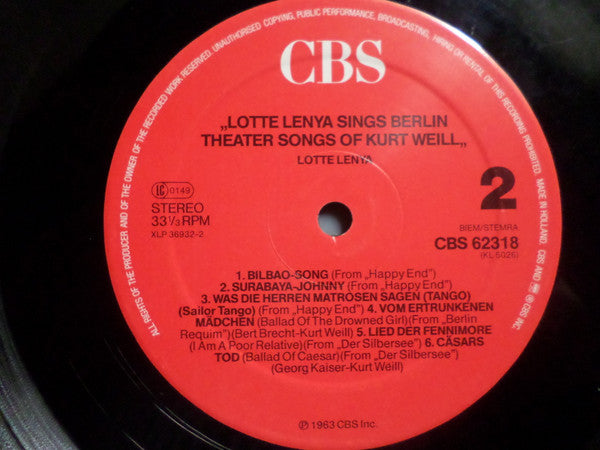 ALL RIGHTS OF THE PRODUCER AND OF THE OWNER OF THE RECORDED WORK RESERVED. UNAUTHORISED COPYING, PUBLIC PERFORMANCE, BROADCASTING, HIRING OR RENTAL OF THIS RECORDING PROHIBITED. MADE IN HOLLAND. CBS AND ARE ® CBS INC.
CBS
„LOTTE LENYA SINGS BERLIN
THEATER SONGS OF KURT WEILL„
LOTTE LENYA
LC 0149
STEREO
33⅓ RPM
XLP 36932-2
2
BIEM/STEMRA
CBS 62318
(KL 5026)
1. BILBAO-SONG (From „Happy End”)
2. SURABAYA-JOHNNY (From „Happy End”)
3. WAS DIE HERREN MATROSEN SAGEN (TANGO)
(Sailor Tango) (From „Happy End”) 4. VOM ERTRUNKENEN
MÄDCHEN (Ballad Of The Drowned Girl) (From „Berlin
Requim”) (Bert Brecht-Kurt Weill) 5. LIED DER FENNIMORE
(I Am A Poor Relative) (From „Der Silbersee”) 6. CÄSARS
TOD (Ballad Of Caesar) (From „Der Silbersee”)
(Georg Kaiser-Kurt Weill)
℗ 1963 CBS Inc.